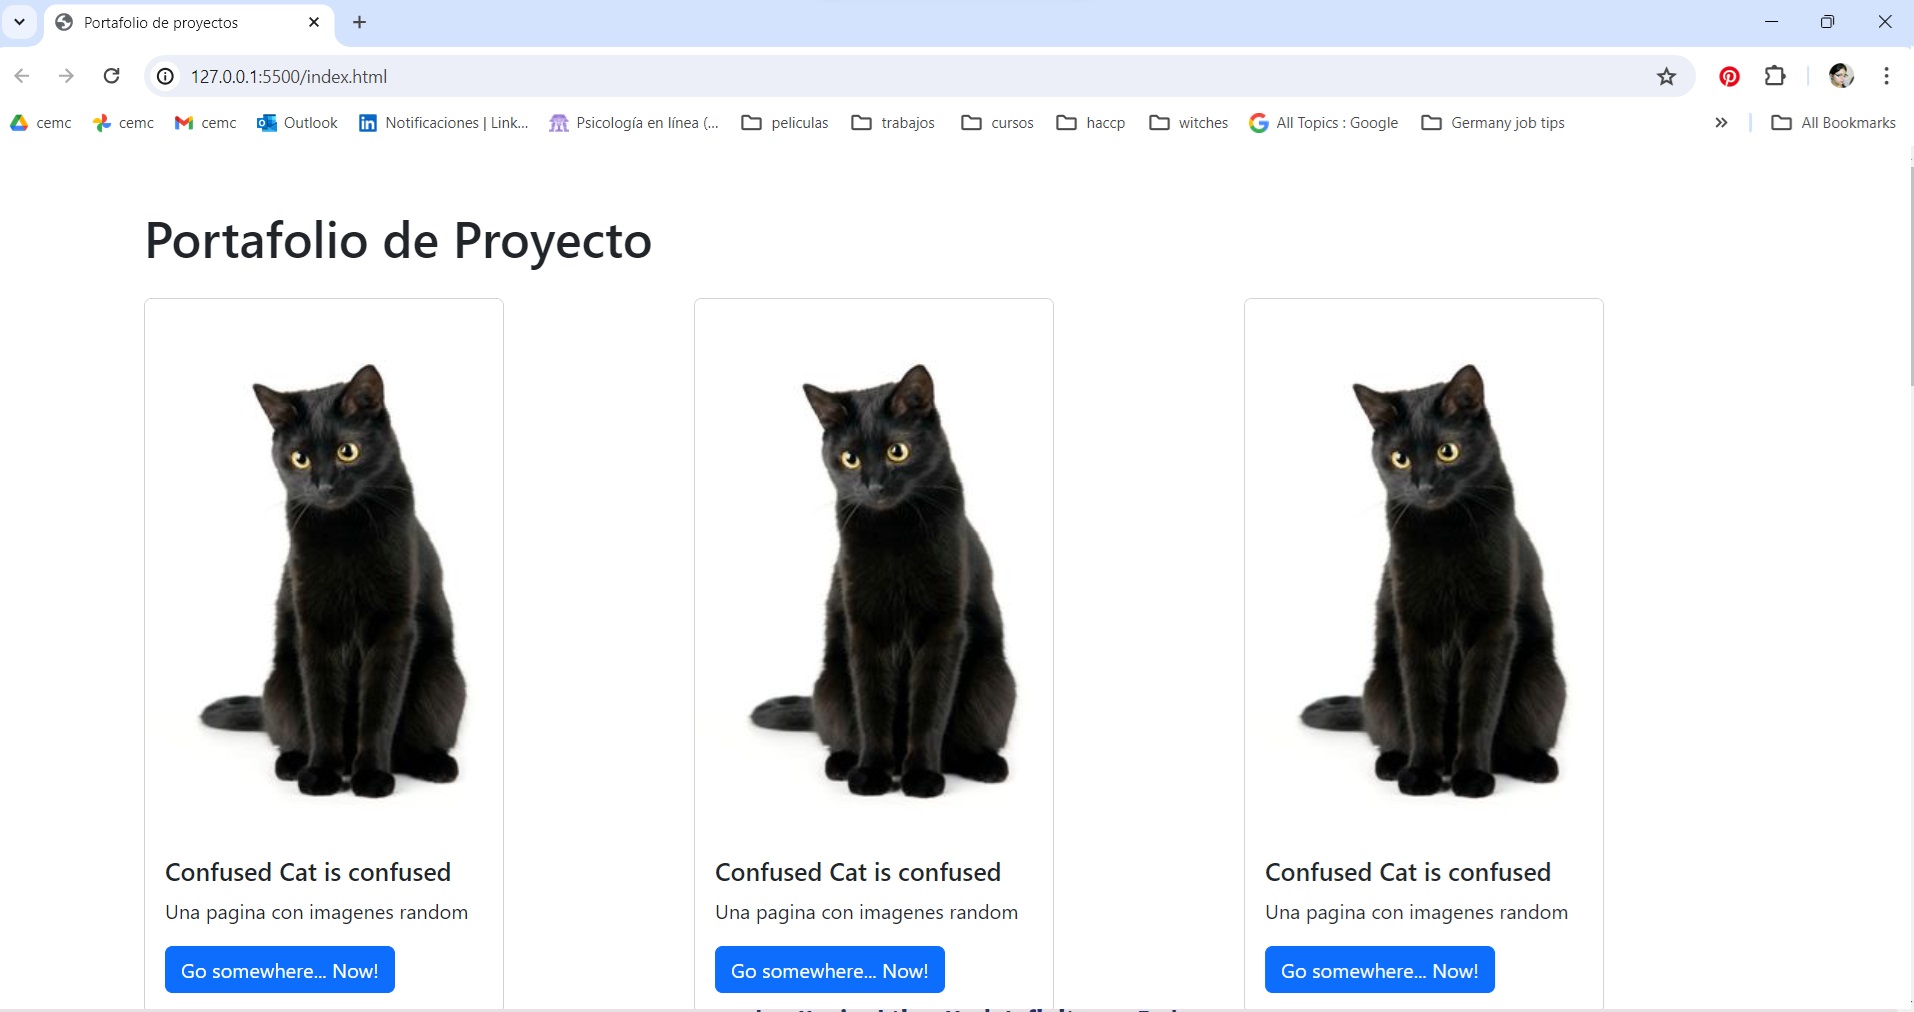 Portafolio de proyectos
127.0.0.1:5500/index.html
cemc cemc cemc Outlook Notificaciones | Link... Psicología en línea (... peliculas trabajos cursos haccp witches All Topics : Google Germany job tips » All Bookmarks
Portafolio de Proyecto
Confused Cat is confused Confused Cat is confused Confused Cat is confused
Una pagina con imagenes random Una pagina con imagenes random Una pagina con imagenes random
Go somewhere... Now! Go somewhere... Now! Go somewhere... Now!